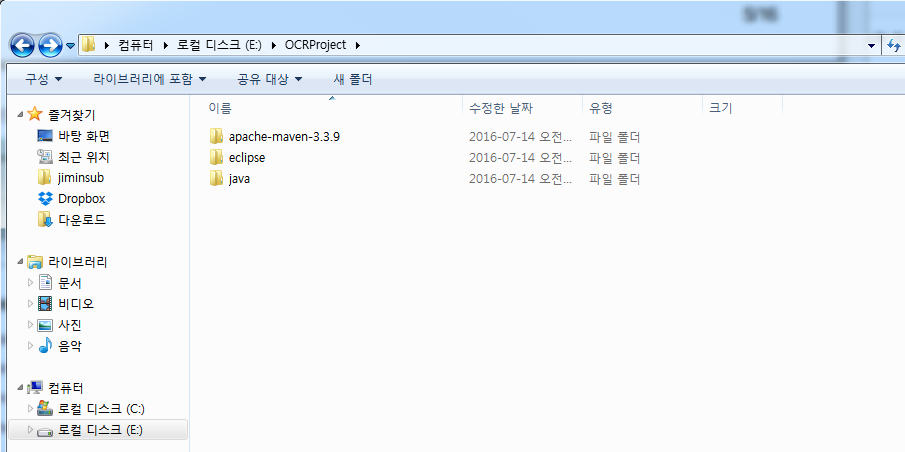 5/16
컴퓨터 로컬 디스크 (E:) OCRProject
구성 라이브러리에 포함 공유 대상 새 폴더
이름 수정한 날짜 유형 크기
apache-maven-3.3.9 2016-07-14 오전... 파일 폴더
eclipse 2016-07-14 오전... 파일 폴더
java 2016-07-14 오전... 파일 폴더
즐겨찾기
바탕 화면
최근 위치
jiminsub
Dropbox
다운로드
라이브러리
문서
비디오
사진
음악
컴퓨터
로컬 디스크 (C:)
로컬 디스크 (E:)